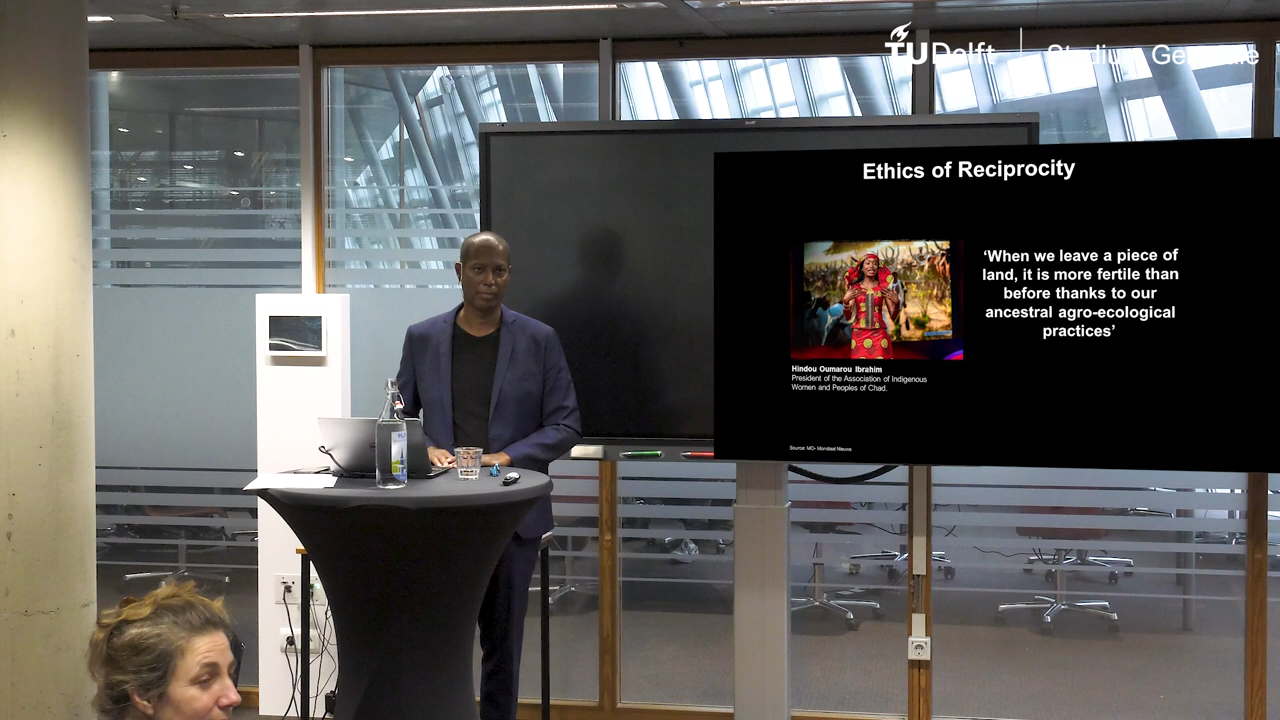 TU Delft
Studium Generale
Ethics of Reciprocity
‘When we leave a piece of
land, it is more fertile than
before thanks to our
ancestral agro-ecological
practices’
Hindou Oumarou Ibrahim
President of the Association of Indigenous
Women and Peoples of Chad.
Source: MO- Mondiaal Nieuws